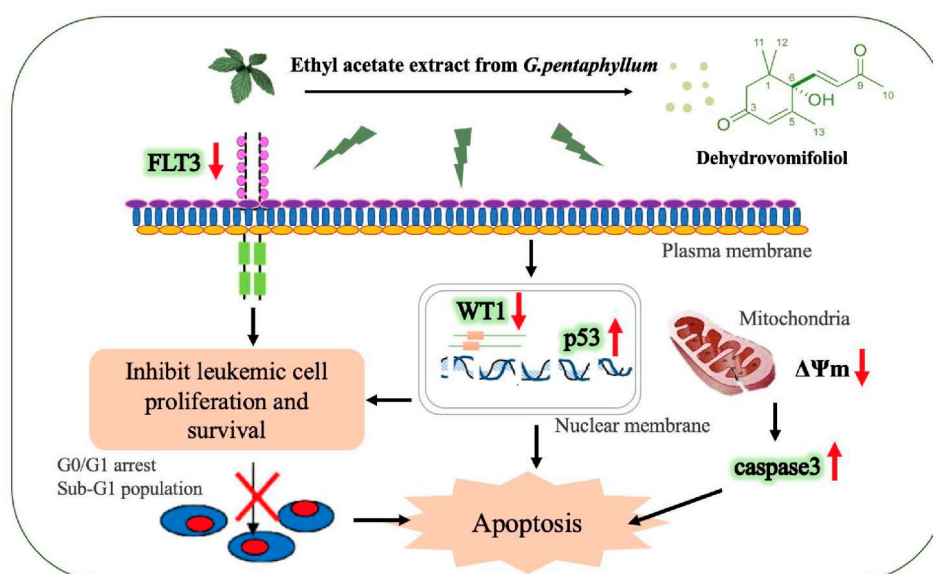 Ethyl acetate extract from G.pentaphyllum
11
12
1
6
3
5
OH
O
O
9
10
13
Dehydrovomifoliol
FLT3
Plasma membrane
WT1
p53
Mitochondria
ΔΨm
Inhibit leukemic cell
proliferation and
survival
Nuclear membrane
G0/G1 arrest
Sub-G1 population
caspase3
Apoptosis